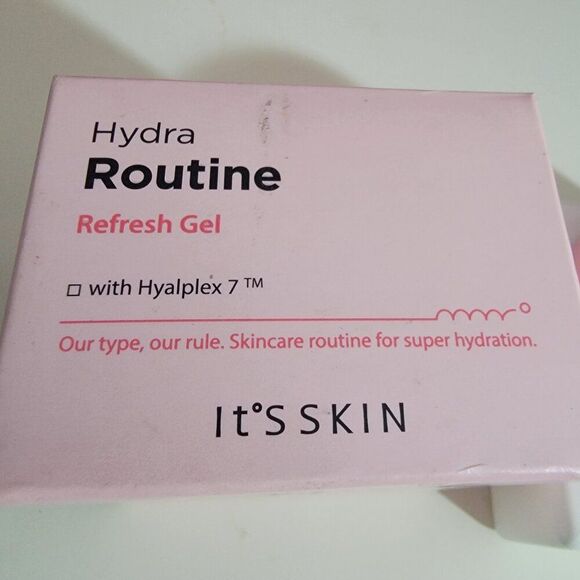 Hydra
Routine
Refresh Gel
□ with Hyalplex 7 ™
Our type, our rule. Skincare routine for super hydration.
It°S SKIN